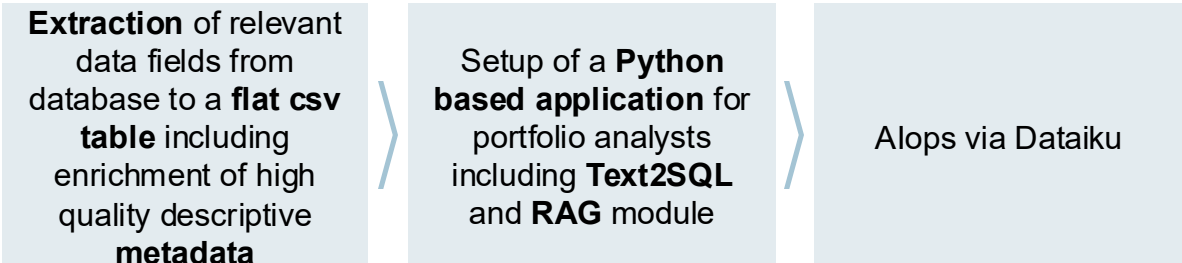 Extraction of relevant
data fields from
database to a flat csv
table including
enrichment of high
quality descriptive
metadata
Setup of a Python
based application for
portfolio analysts
including Text2SQL
and RAG module
AIops via Dataiku